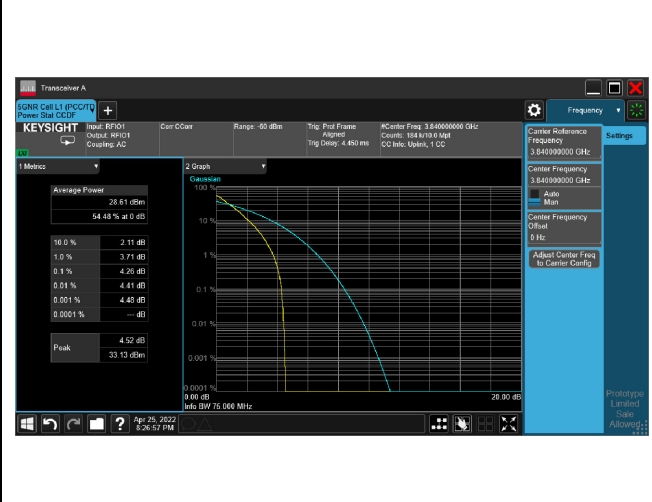 Transceiver A
5GNR Cell L1 (PCC/TD
Power Stat CCDF
Frequency
KEYSIGHT
Input: RFIO1
Output: RFIO1
Coupling: AC
Corr CCorr
Range: -60 dBm
Trig: Prot Frame
Aligned
Trig Delay: 4.450 ms
#Center Freq: 3.840000000 GHz
Counts: 184 k/10.0 Mpt
CC Info: Uplink, 1 CC
Carrier Reference
Frequency
3.840000000 GHz
Settings
1 Metrics
2 Graph
Gaussian
Average Power
28.61 dBm
54.48 % at 0 dB
10.0 % 2.11 dB
1.0 % 3.71 dB
0.1 % 4.26 dB
0.01 % 4.41 dB
0.001 % 4.48 dB
0.0001 % --- dB
Peak
4.52 dB
33.13 dBm
100 %
10 %
1 %
0.1 %
0.01 %
0.001 %
0.0001 %
0.00 dB
20.00 dB
Info BW 75.000 MHz
Center Frequency
3.840000000 GHz
Auto
Man
Center Frequency
Offset
0 Hz
Adjust Center Freq
to Carrier Config
Prototype
Limited
Sale
Allowed
?
Apr 25, 2022
8:26:57 PM